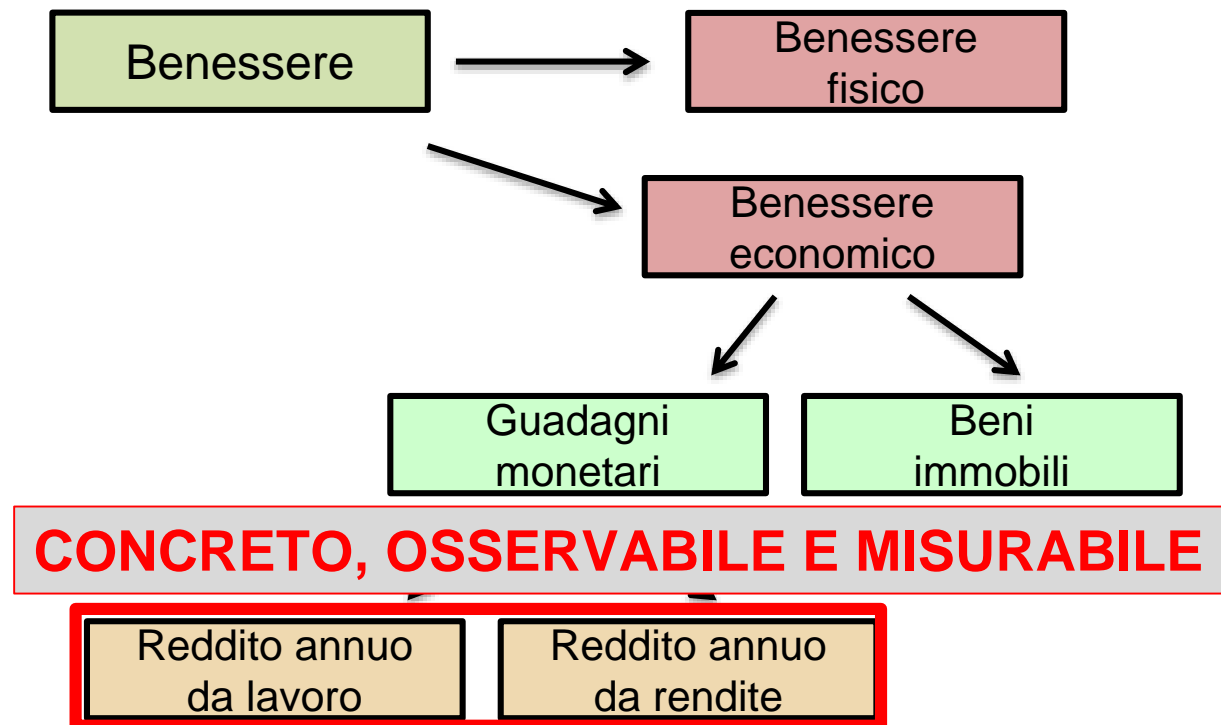 Benessere
Benessere
fisico
Benessere
economico
Guadagni
monetari
Beni
immobili
CONCRETO, OSSERVABILE E MISURABILE
Reddito annuo
da lavoro
Reddito annuo
da rendite